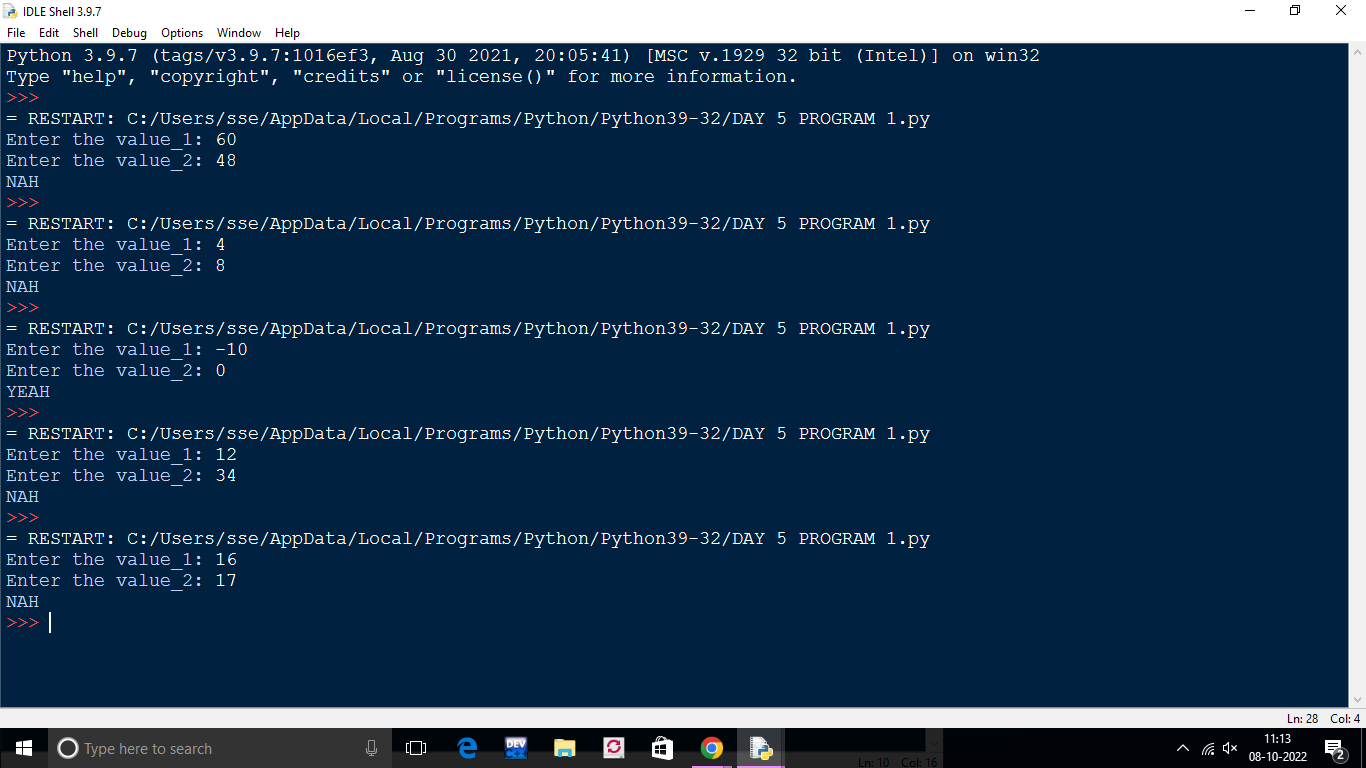 IDLE Shell 3.9.7
File Edit Shell Debug Options Window Help
Python 3.9.7 (tags/v3.9.7:1016ef3, Aug 30 2021, 20:05:41) [MSC v.1929 32 bit (Intel)] on win32
Type "help", "copyright", "credits" or "license()" for more information.
>>>
= RESTART: C:/Users/sse/AppData/Local/Programs/Python/Python39-32/DAY 5 PROGRAM 1.py
Enter the value_1: 60
Enter the value_2: 48
NAH
>>>
= RESTART: C:/Users/sse/AppData/Local/Programs/Python/Python39-32/DAY 5 PROGRAM 1.py
Enter the value_1: 4
Enter the value_2: 8
NAH
>>>
= RESTART: C:/Users/sse/AppData/Local/Programs/Python/Python39-32/DAY 5 PROGRAM 1.py
Enter the value_1: -10
Enter the value_2: 0
YEAH
>>>
= RESTART: C:/Users/sse/AppData/Local/Programs/Python/Python39-32/DAY 5 PROGRAM 1.py
Enter the value_1: 12
Enter the value_2: 34
NAH
>>>
= RESTART: C:/Users/sse/AppData/Local/Programs/Python/Python39-32/DAY 5 PROGRAM 1.py
Enter the value_1: 16
Enter the value_2: 17
NAH
>>>
Ln: 28 Col: 4
Type here to search
DEV
Ln: 10 Col: 16
11:13
08-10-2022
2